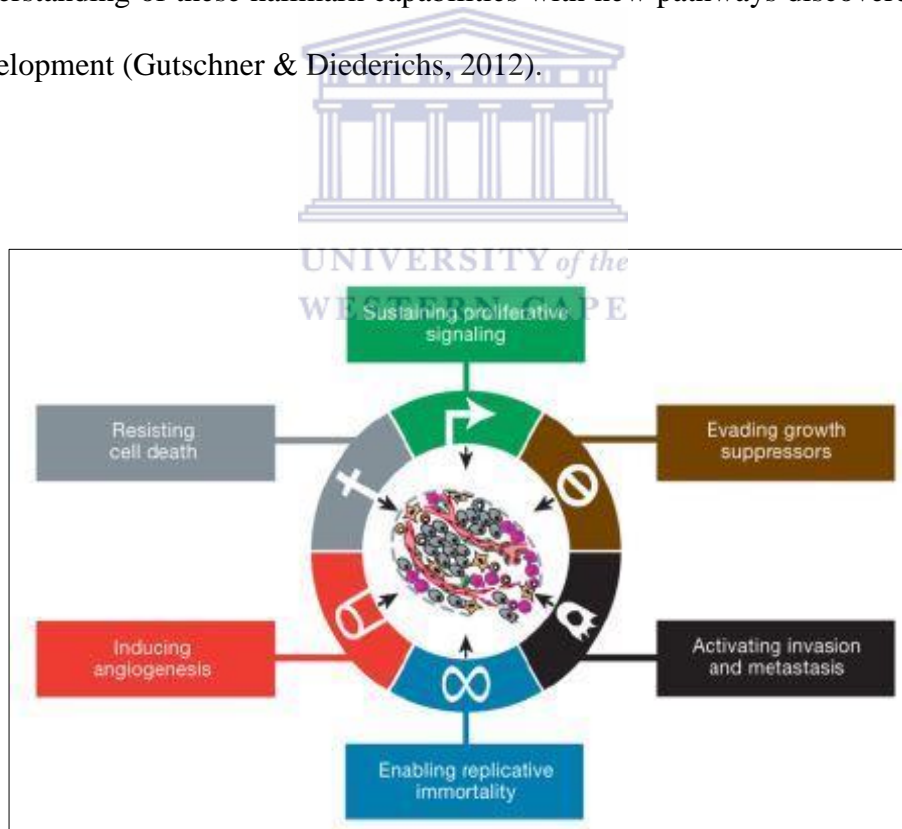 elopment (Gutschner & Diederichs, 2012).
UNIVERSITY of the
WESTERN CAPE
Sustaining proliferative
signaling
Resisting
cell death
Evading growth
suppressors
Inducing
angiogenesis
Activating invasion
and metastasis
Enabling replicative
immortality